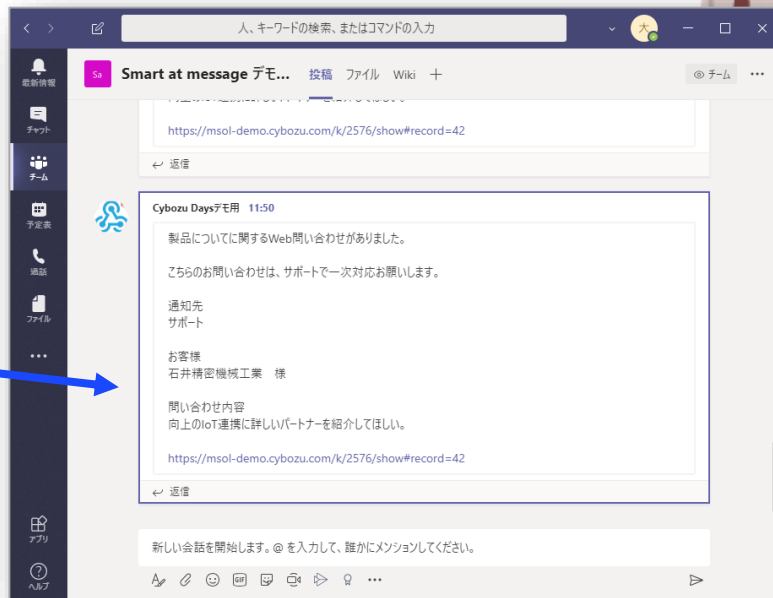 人、キーワードの検索、またはコマンドの入力
大
最新情報
チャット
チーム
予定表
通話
ファイル
アプリ
ヘルプ
Sa
Smart at message デモ...
投稿 ファイル Wiki
チーム
https://msol-demo.cybozu.com/k/2576/show#record=42
返信
Cybozu Daysデモ用 11:50
製品についてに関するWeb問い合わせがありました。
こちらのお問い合わせは、サポートで一次対応お願いします。
通知先
サポート
お客様
石井精密機械工業 様
問い合わせ内容
向上のIoT連携に詳しいパートナーを紹介してほしい。
https://msol-demo.cybozu.com/k/2576/show#record=42
返信
新しい会話を開始します。@ を入力して、誰かにメンションしてください。
GIF